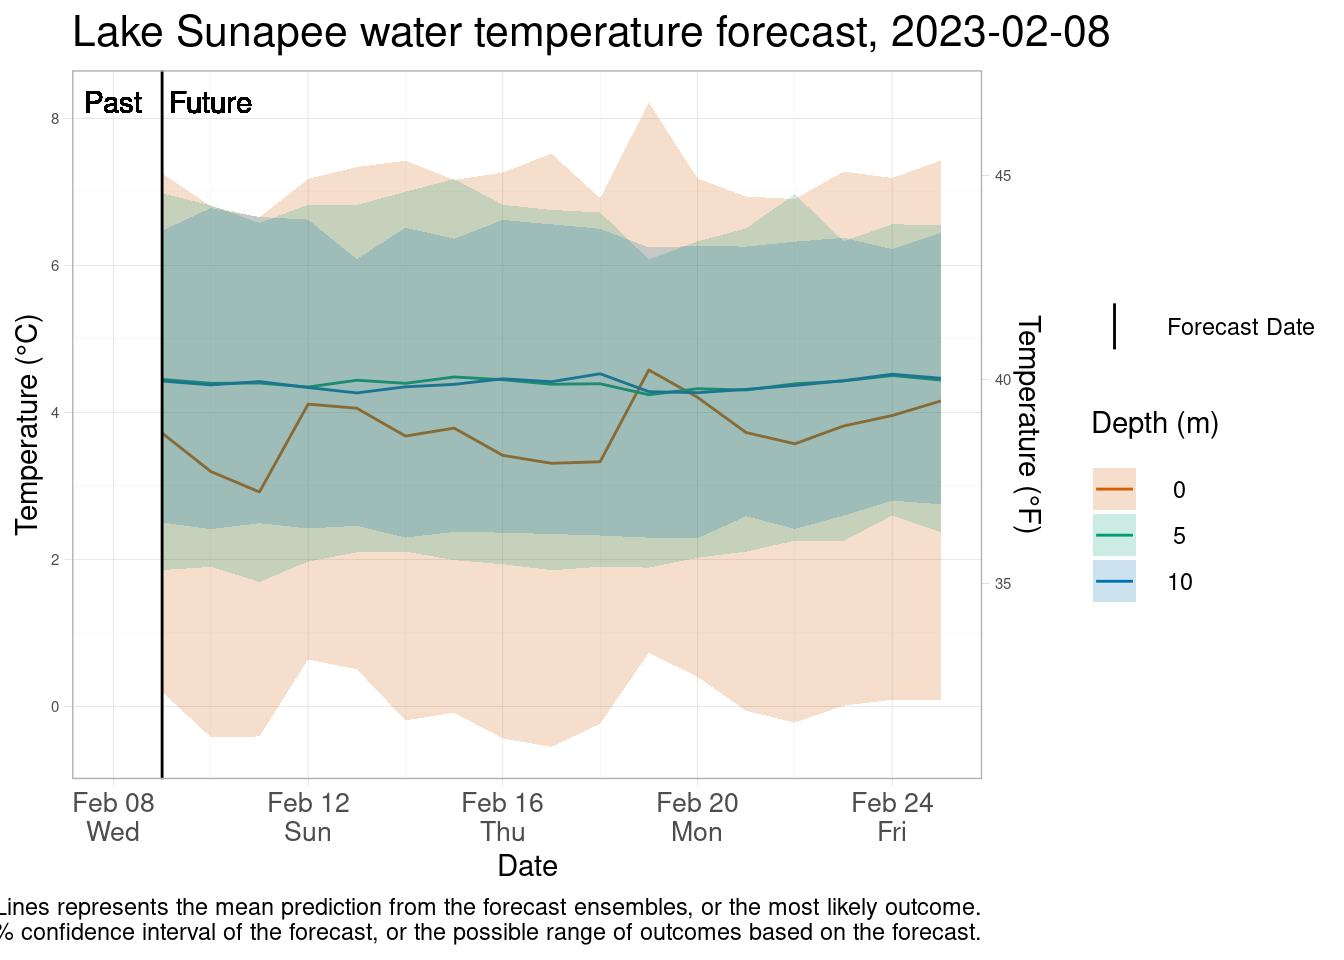 Lake Sunapee water temperature forecast, 2023-02-08
Past
Future
8
6
4
2
0
45
40
35
Temperature (°C)
Temperature (°F)
Feb 08
Wed
Feb 12
Sun
Feb 16
Thu
Feb 20
Mon
Feb 24
Fri
Date
Forecast Date
Depth (m)
0
5
10
Lines represents the mean prediction from the forecast ensembles, or the most likely outcome.
% confidence interval of the forecast, or the possible range of outcomes based on the forecast.